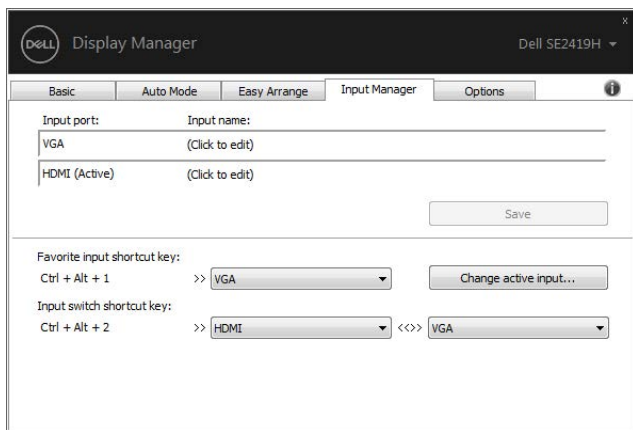 x
DELL Display Manager Dell SE2419H
Basic Auto Mode Easy Arrange Input Manager Options i
Input port: Input name:
VGA (Click to edit)
HDMI (Active) (Click to edit)
Save
Favorite input shortcut key:
Ctrl + Alt + 1 >> VGA Change active input...
Input switch shortcut key:
Ctrl + Alt + 2 >> HDMI <<>> VGA